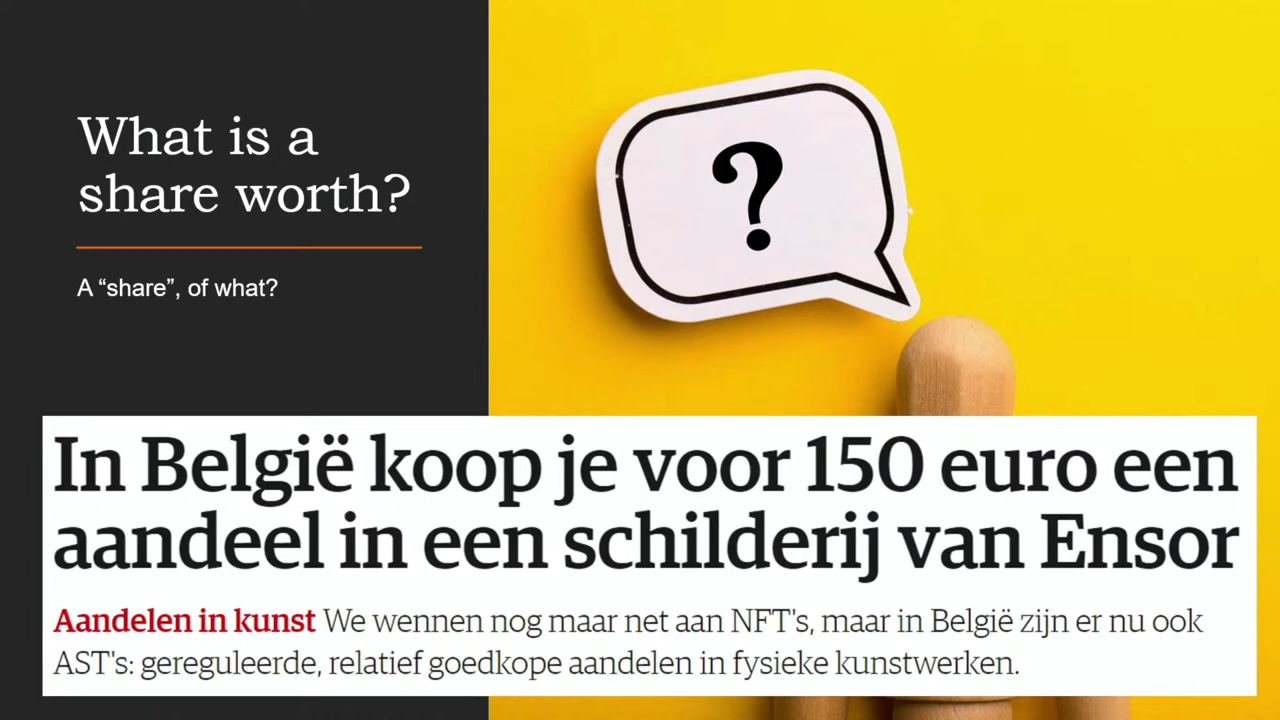 What is a
share worth?
A “share”, of what?
?
In België koop je voor 150 euro een
aandeel in een schilderij van Ensor
Aandelen in kunst We wennen nog maar net aan NFT's, maar in België zijn er nu ook
AST's: gereguleerde, relatief goedkope aandelen in fysieke kunstwerken.